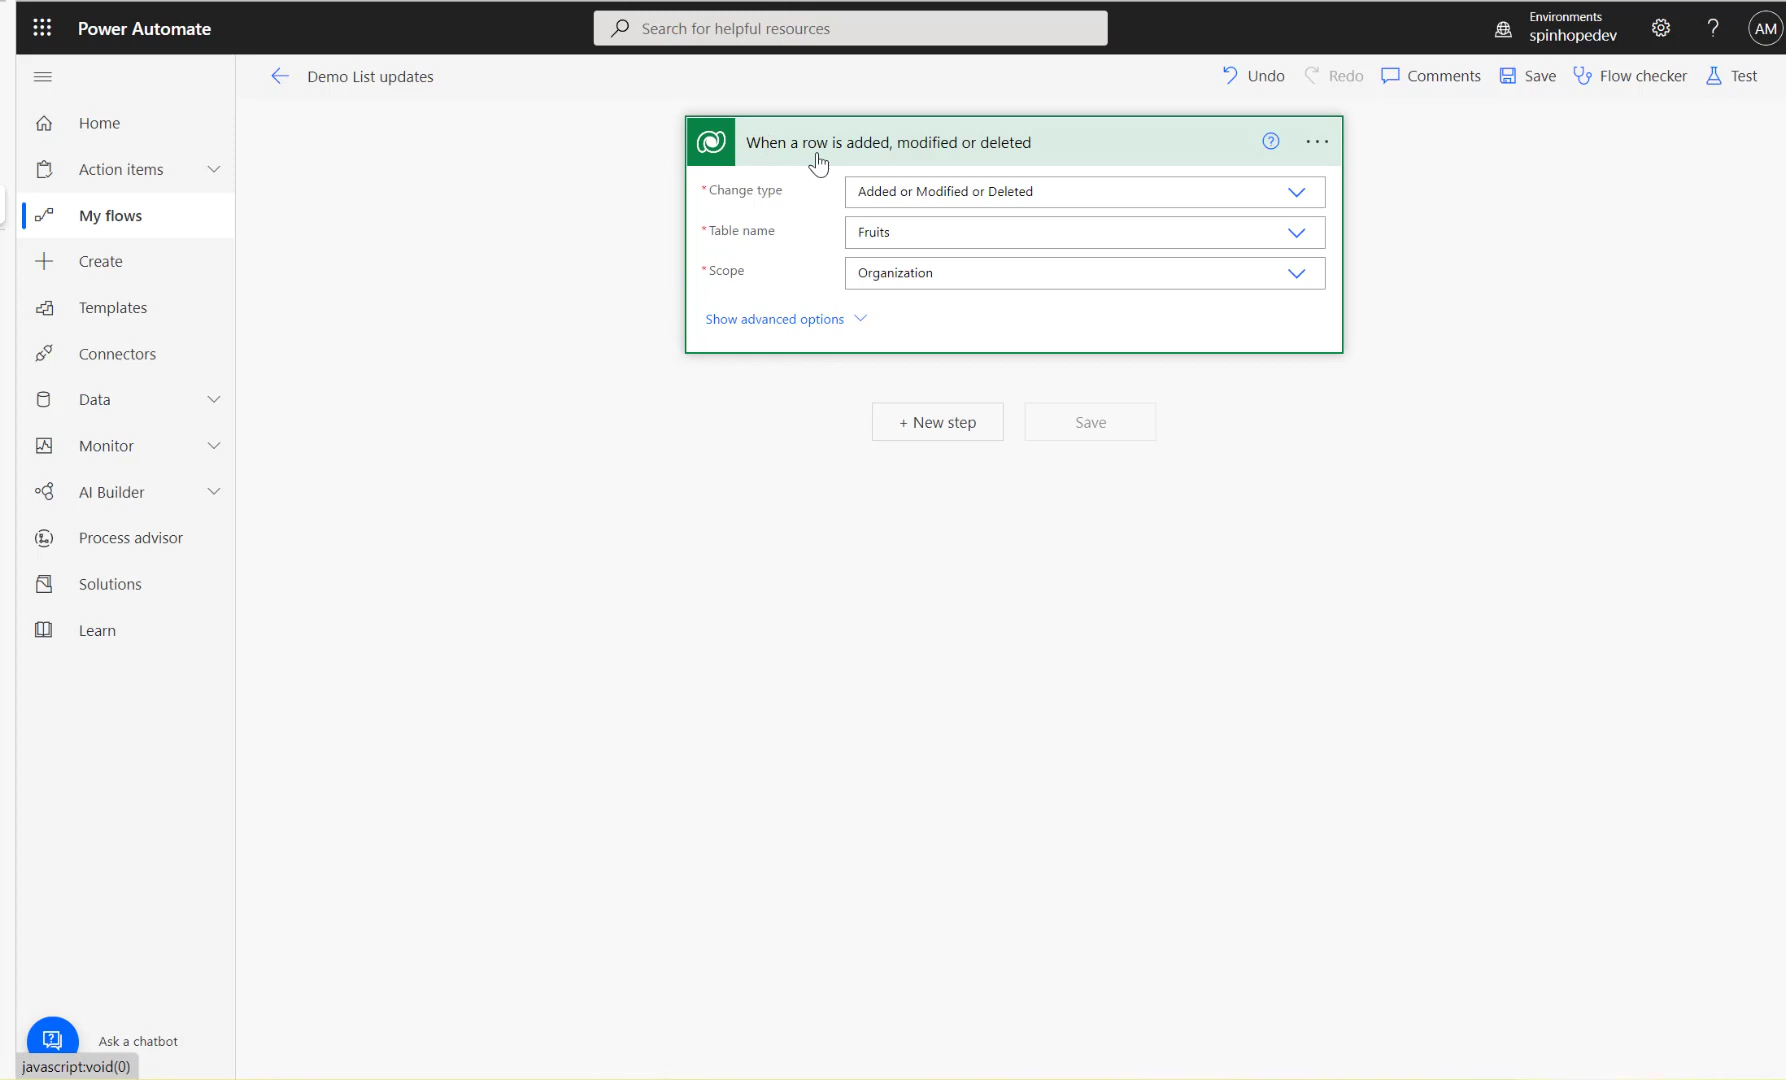 Power Automate
Search for helpful resources
Environments
spinhopedev
?
AM
Demo List updates
Undo
Redo
Comments
Save
Flow checker
Test
Home
Action items
My flows
Create
Templates
Connectors
Data
Monitor
AI Builder
Process advisor
Solutions
Learn
When a row is added, modified or deleted
?
* Change type
Added or Modified or Deleted
* Table name
Fruits
* Scope
Organization
Show advanced options
+ New step
Save
?
Ask a chatbot
javascript:void(0)